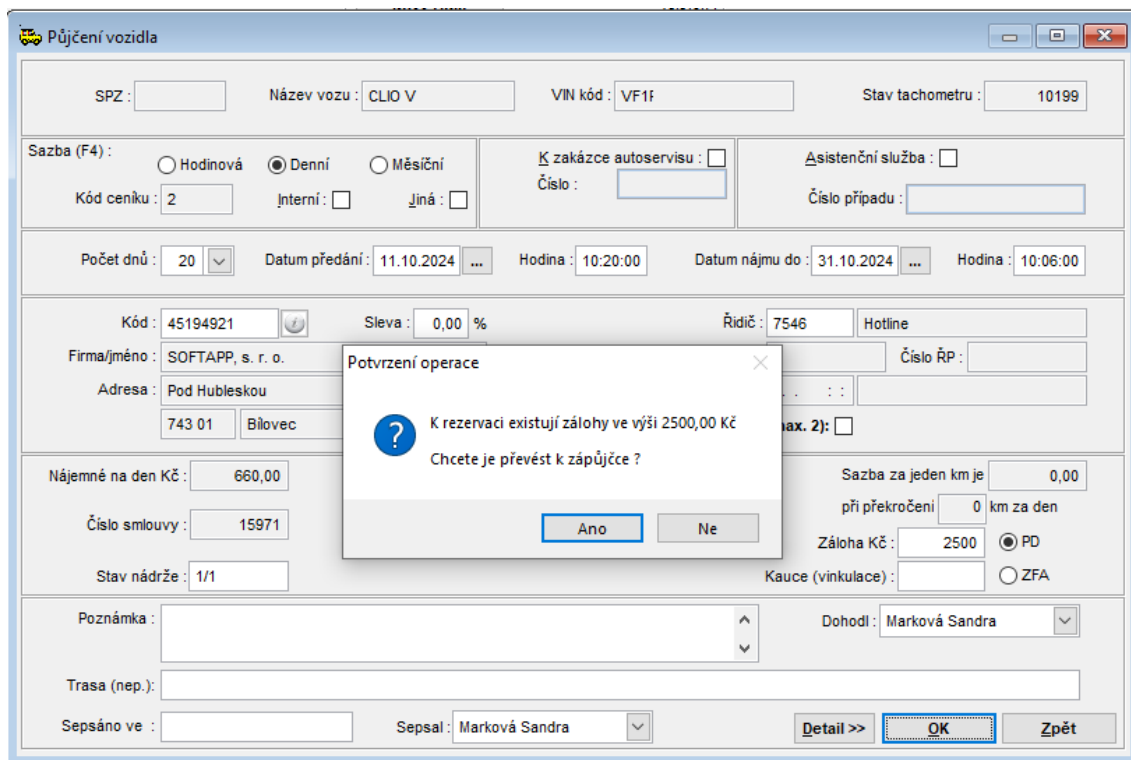 Půjčení vozidla
SPZ : Název vozu : CLIO V VIN kód : VF1F Stav tachometru : 10199
Sazba (F4) : Hodinová Denní Měsíční K zakázce autoservisu : Asistenční služba :
Kód ceníku : 2 Interní : Jiná : Číslo : Číslo případu :
Počet dnů : 20 Datum předání : 11.10.2024 ... Hodina : 10:20:00 Datum nájmu do : 31.10.2024 ... Hodina : 10:06:00
Kód : 45194921 Sleva : 0,00 % Řidič : 7546 Hotline
Firma/jméno : SOFTAPP, s. r. o. Číslo ŘP :
Adresa : Pod Hubleskou . . : :
743 01 Bílovec max. 2):
Potvrzení operace
K rezervaci existují zálohy ve výši 2500,00 Kč
Chcete je převést k zápůjčce ?
Ano Ne
Nájemné na den Kč : 660,00 Sazba za jeden km je 0,00
při překročení 0 km za den
Číslo smlouvy : 15971
Záloha Kč : 2500 PD
Stav nádrže : 1/1 Kauce (vinkulace) : ZFA
Poznámka : Dohodl : Marková Sandra
Trasa (nep.):
Sepsáno ve : Sepsal : Marková Sandra Detail >> OK Zpět